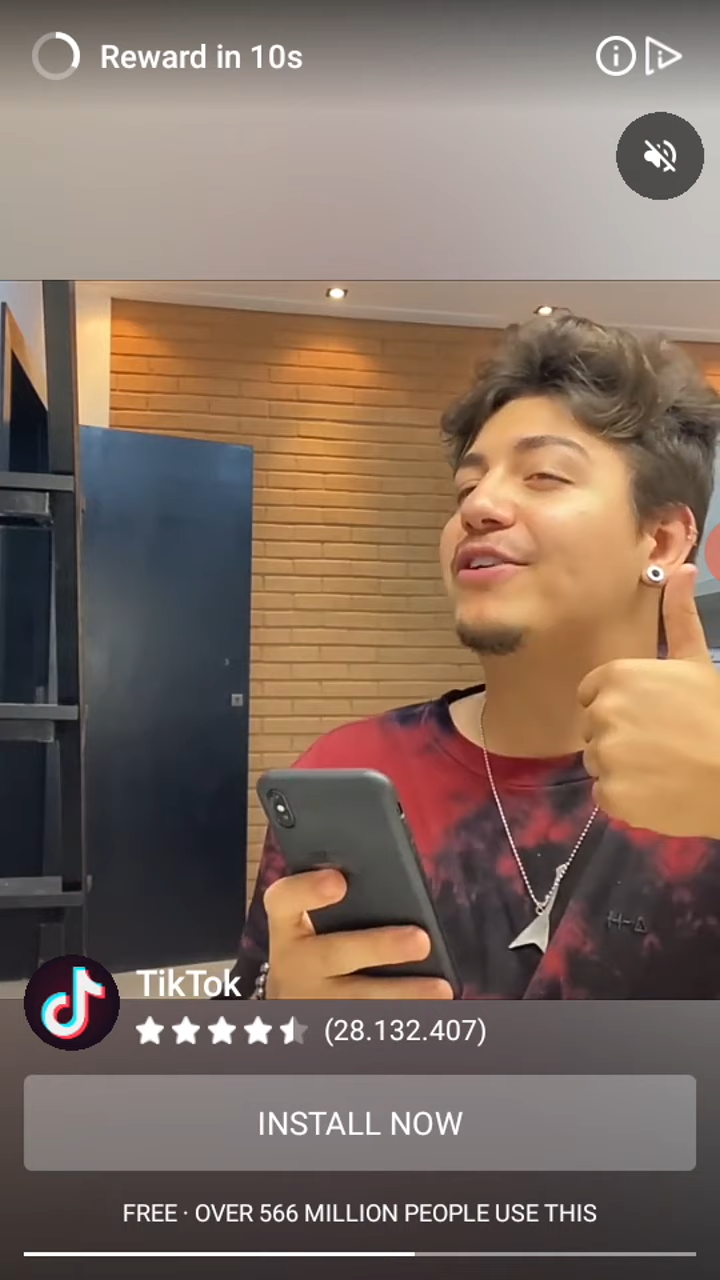 Reward in 10s
TikTok
(28.132.407)
INSTALL NOW
FREE · OVER 566 MILLION PEOPLE USE THIS